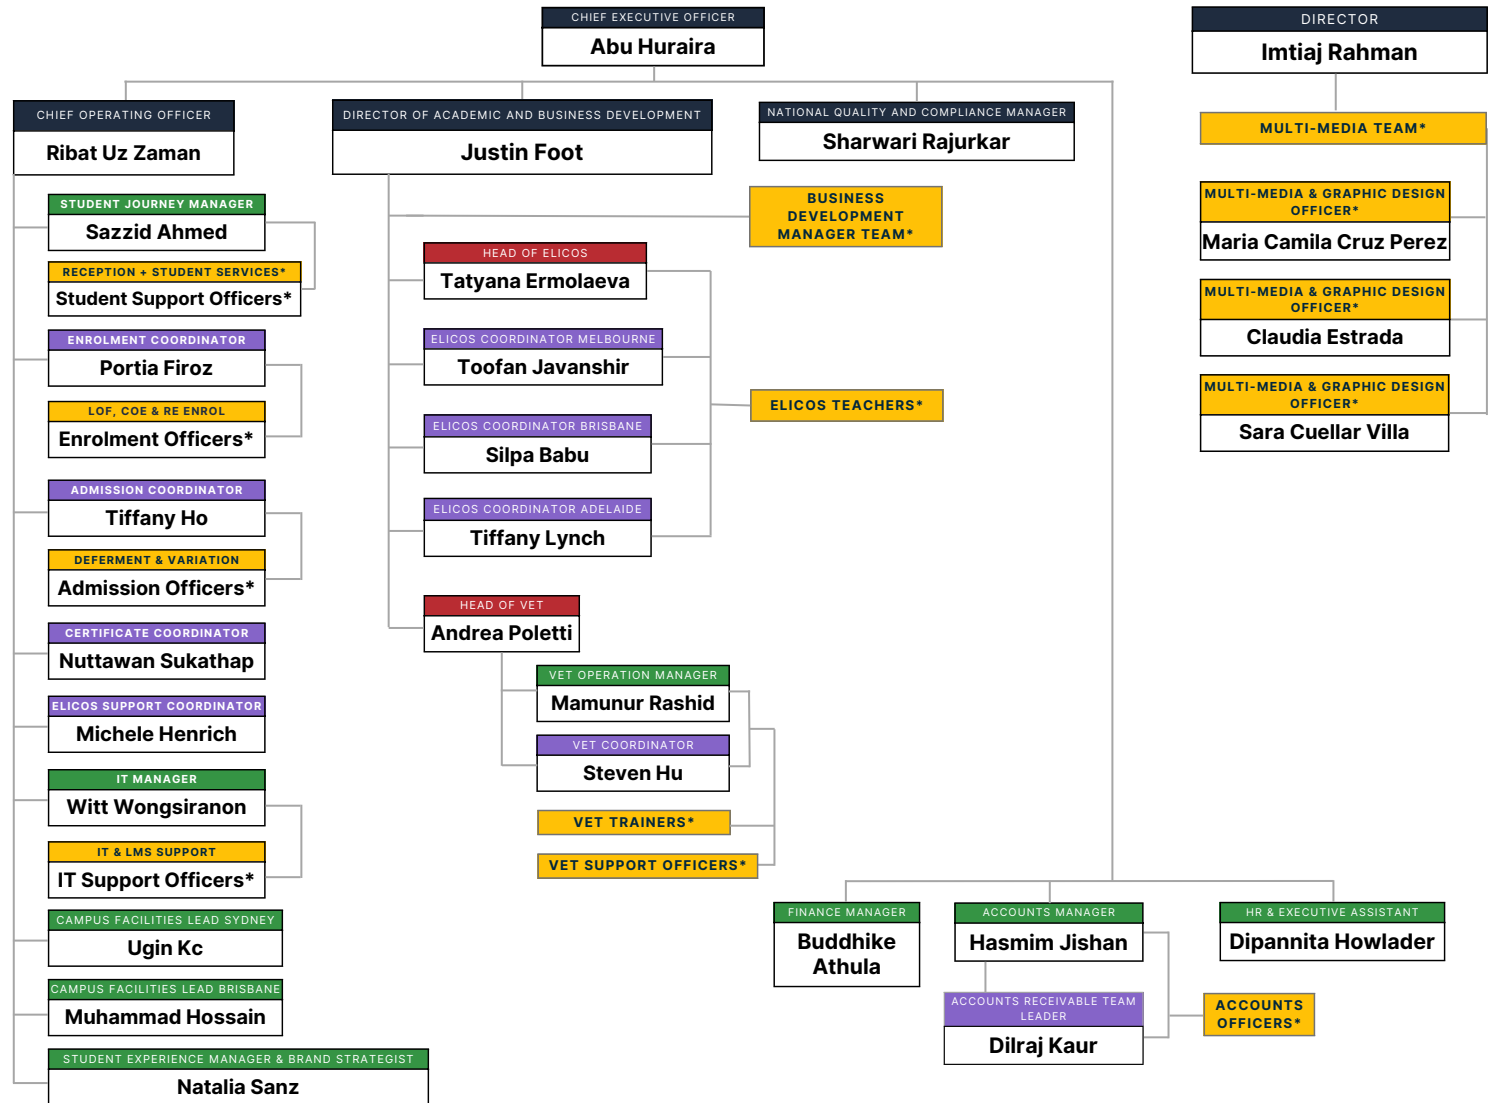 CHIEF EXECUTIVE OFFICER
Abu Huraira
DIRECTOR
Imtiaj Rahman
CHIEF OPERATING OFFICER
Ribat Uz Zaman
DIRECTOR OF ACADEMIC AND BUSINESS DEVELOPMENT
Justin Foot
NATIONAL QUALITY AND COMPLIANCE MANAGER
Sharwari Rajurkar
MULTI-MEDIA TEAM*
STUDENT JOURNEY MANAGER
Sazzid Ahmed
RECEPTION + STUDENT SERVICES*
Student Support Officers*
ENROLMENT COORDINATOR
Portia Firoz
LOF, COE & RE ENROL
Enrolment Officers*
ADMISSION COORDINATOR
Tiffany Ho
DEFERMENT & VARIATION
Admission Officers*
CERTIFICATE COORDINATOR
Nuttawan Sukathap
ELICOS SUPPORT COORDINATOR
Michele Henrich
IT MANAGER
Witt Wongsiranon
IT & LMS SUPPORT
IT Support Officers*
CAMPUS FACILITIES LEAD SYDNEY
Ugin Kc
CAMPUS FACILITIES LEAD BRISBANE
Muhammad Hossain
STUDENT EXPERIENCE MANAGER & BRAND STRATEGIST
Natalia Sanz
BUSINESS
DEVELOPMENT
MANAGER TEAM*
HEAD OF ELICOS
Tatyana Ermolaeva
ELICOS COORDINATOR MELBOURNE
Toofan Javanshir
ELICOS COORDINATOR BRISBANE
Silpa Babu
ELICOS COORDINATOR ADELAIDE
Tiffany Lynch
ELICOS TEACHERS*
HEAD OF VET
Andrea Poletti
VET OPERATION MANAGER
Mamunur Rashid
VET COORDINATOR
Steven Hu
VET TRAINERS*
VET SUPPORT OFFICERS*
FINANCE MANAGER
Buddhike
Athula
ACCOUNTS MANAGER
Hasmim Jishan
ACCOUNTS RECEIVABLE TEAM
LEADER
Dilraj Kaur
ACCOUNTS
OFFICERS*
HR & EXECUTIVE ASSISTANT
Dipannita Howlader
MULTI-MEDIA & GRAPHIC DESIGN
OFFICER*
Maria Camila Cruz Perez
MULTI-MEDIA & GRAPHIC DESIGN
OFFICER*
Claudia Estrada
MULTI-MEDIA & GRAPHIC DESIGN
OFFICER*
Sara Cuellar Villa